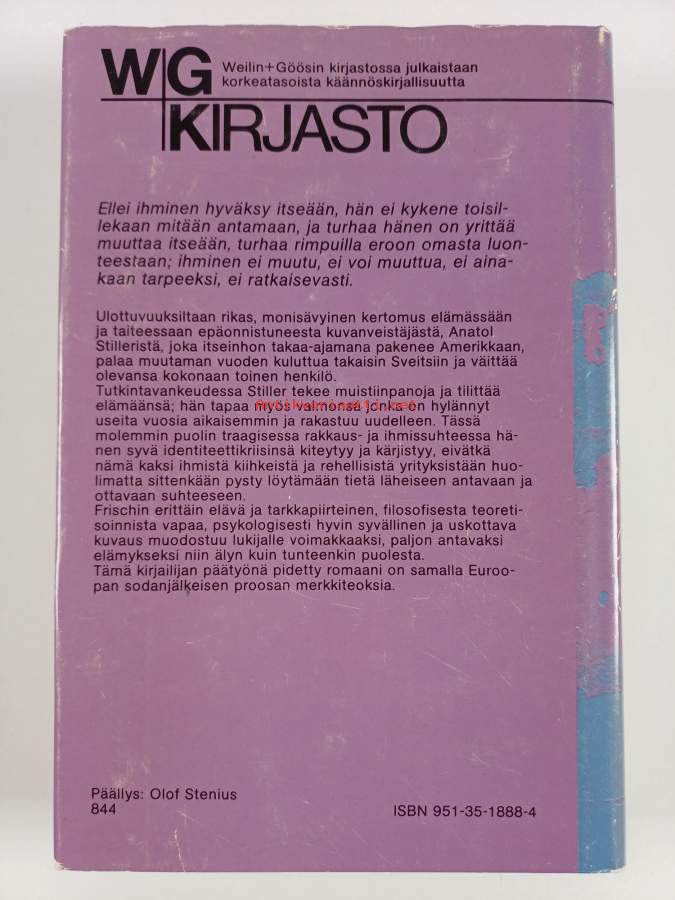 WG
Weilin+Göösin kirjastossa julkaistaan
korkeatasoista käännöskirjallisuutta
KIRJASTO
Ellei ihminen hyväksy itseään, hän ei kykene toisil-
lekaan mitään antamaan, ja turhaa hänen on yrittää
muuttaa itseään, turhaa rimpuilla eroon omasta luon-
teestaan; ihminen ei muutu, ei voi muuttua, ei aina-
kaan tarpeeksi, ei ratkaisevasti.
Ulottuvuuksiltaan rikas, monisävyinen kertomus elämässään
ja taiteessaan epäonnistuneesta kuvanveistäjästä, Anatol
Stilleristä, joka itseinhon takaa-ajamana pakenee Amerikkaan,
palaa muutaman vuoden kuluttua takaisin Sveitsiin ja väittää
olevansa kokonaan toinen henkilö.
Tutkintavankeudessa Stiller tekee muistiinpanoja ja tilittää
elämäänsä; hän tapaa myös vaimonsa jonka on hylännyt
useita vuosia aikaisemmin ja rakastuu uudelleen. Tässä
molemmin puolin traagisessa rakkaus- ja ihmissuhteessa hä-
nen syvä identiteettikriisinsä kiteytyy ja kärjistyy, eivätkä
nämä kaksi ihmistä kiihkeistä ja rehellisistä yrityksistään huo-
limatta sittenkään pysty löytämään tietä läheiseen antavaan ja
ottavaan suhteeseen.
Frischin erittäin elävä ja tarkkapiirteinen, filosofisesta teoreti-
soinnista vapaa, psykologisesti hyvin syvällinen ja uskottava
kuvaus muodostuu lukijalle voimakkaaksi, paljon antavaksi
elämykseksi niin älyn kuin tunteenkin puolesta.
Tämä kirjailijan päätyönä pidetty romaani on samalla Euroo-
pan sodanjälkeisen proosan merkkiteoksia.
Päällys: Olof Stenius
844
ISBN 951-35-1888-4